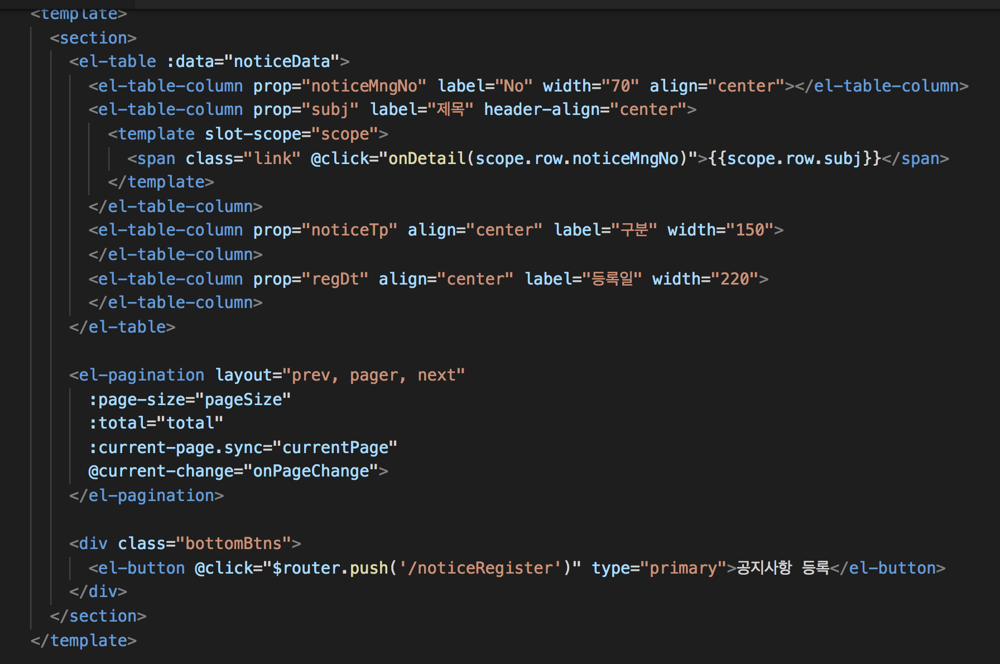 <template>
<section>
<el-table :data="noticeData">
<el-table-column prop="noticeMngNo" label="No" width="70" align="center"></el-table-column>
<el-table-column prop="subj" label="제목" header-align="center">
<template slot-scope="scope">
<span class="link" @click="onDetail(scope.row.noticeMngNo)">{{scope.row.subj}}</span>
</template>
</el-table-column>
<el-table-column prop="noticeTp" align="center" label="구분" width="150">
</el-table-column>
<el-table-column prop="regDt" align="center" label="등록일" width="220">
</el-table-column>
</el-table>
<el-pagination layout="prev, pager, next"
:page-size="pageSize"
:total="total"
:current-page.sync="currentPage"
@current-change="onPageChange">
</el-pagination>
<div class="bottomBtns">
<el-button @click="$router.push('/noticeRegister')" type="primary">공지사항 등록</el-button>
</div>
</section>
</template>